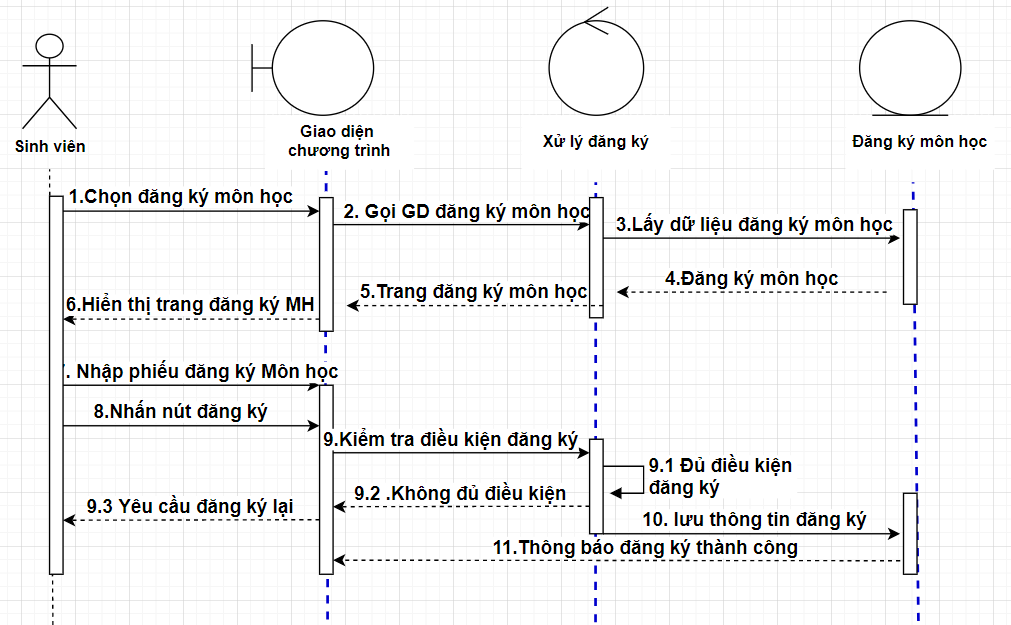 Sinh viên
Giao diện
chương trình
Xử lý đăng ký
Đăng ký môn học
1.Chọn đăng ký môn học
2. Gọi GD đăng ký môn học
3.Lấy dữ liệu đăng ký môn học
4.Đăng ký môn học
5.Trang đăng ký môn học
6.Hiển thị trang đăng ký MH
. Nhập phiếu đăng ký Môn học
8.Nhấn nút đăng ký
9.Kiểm tra điều kiện đăng ký
9.1 Đủ điều kiện
đăng ký
9.2 .Không đủ điều kiện
9.3 Yêu cầu đăng ký lại
10. lưu thông tin đăng ký
11.Thông báo đăng ký thành công